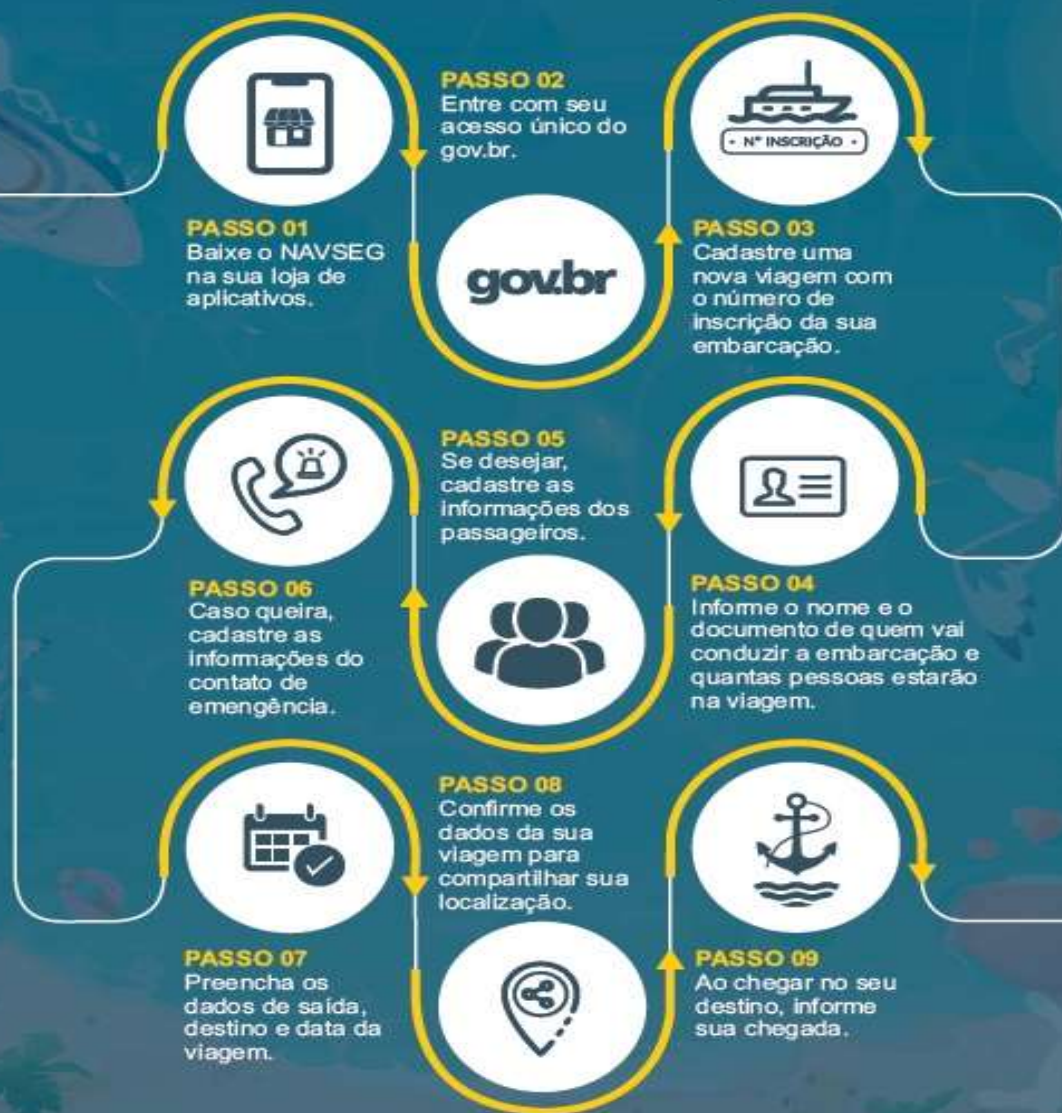 PASSO 01
Baixe o NAVSEG
na sua loja de
aplicativos.
PASSO 02
Entre com seu
acesso único do
gov.br.
gov.br
• N° INSCRIÇÃO •
PASSO 03
Cadastre uma
nova viagem com
o número de
inscrição da sua
embarcação.
PASSO 04
Informe o nome e o
documento de quem vai
conduzir a embarcação e
quantas pessoas estarão
na viagem.
PASSO 05
Se desejar,
cadastre as
informações dos
passageiros.
PASSO 06
Caso queira,
cadastre as
informações do
contato de
emengência.
PASSO 07
Preencha os
dados de saída,
destino e data da
viagem.
PASSO 08
Confirme os
dados da sua
viagem para
compartilhar sua
localização.
PASSO 09
Ao chegar no seu
destino, informe
sua chegada.